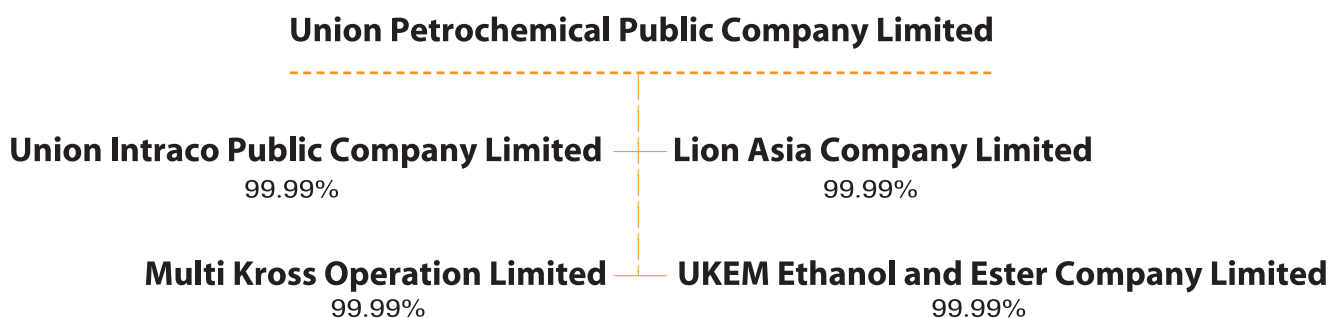 Union Petrochemical Public Company Limited
Union Intraco Public Company Limited
99.99%
Lion Asia Company Limited
99.99%
Multi Kross Operation Limited
99.99%
UKEM Ethanol and Ester Company Limited
99.99%